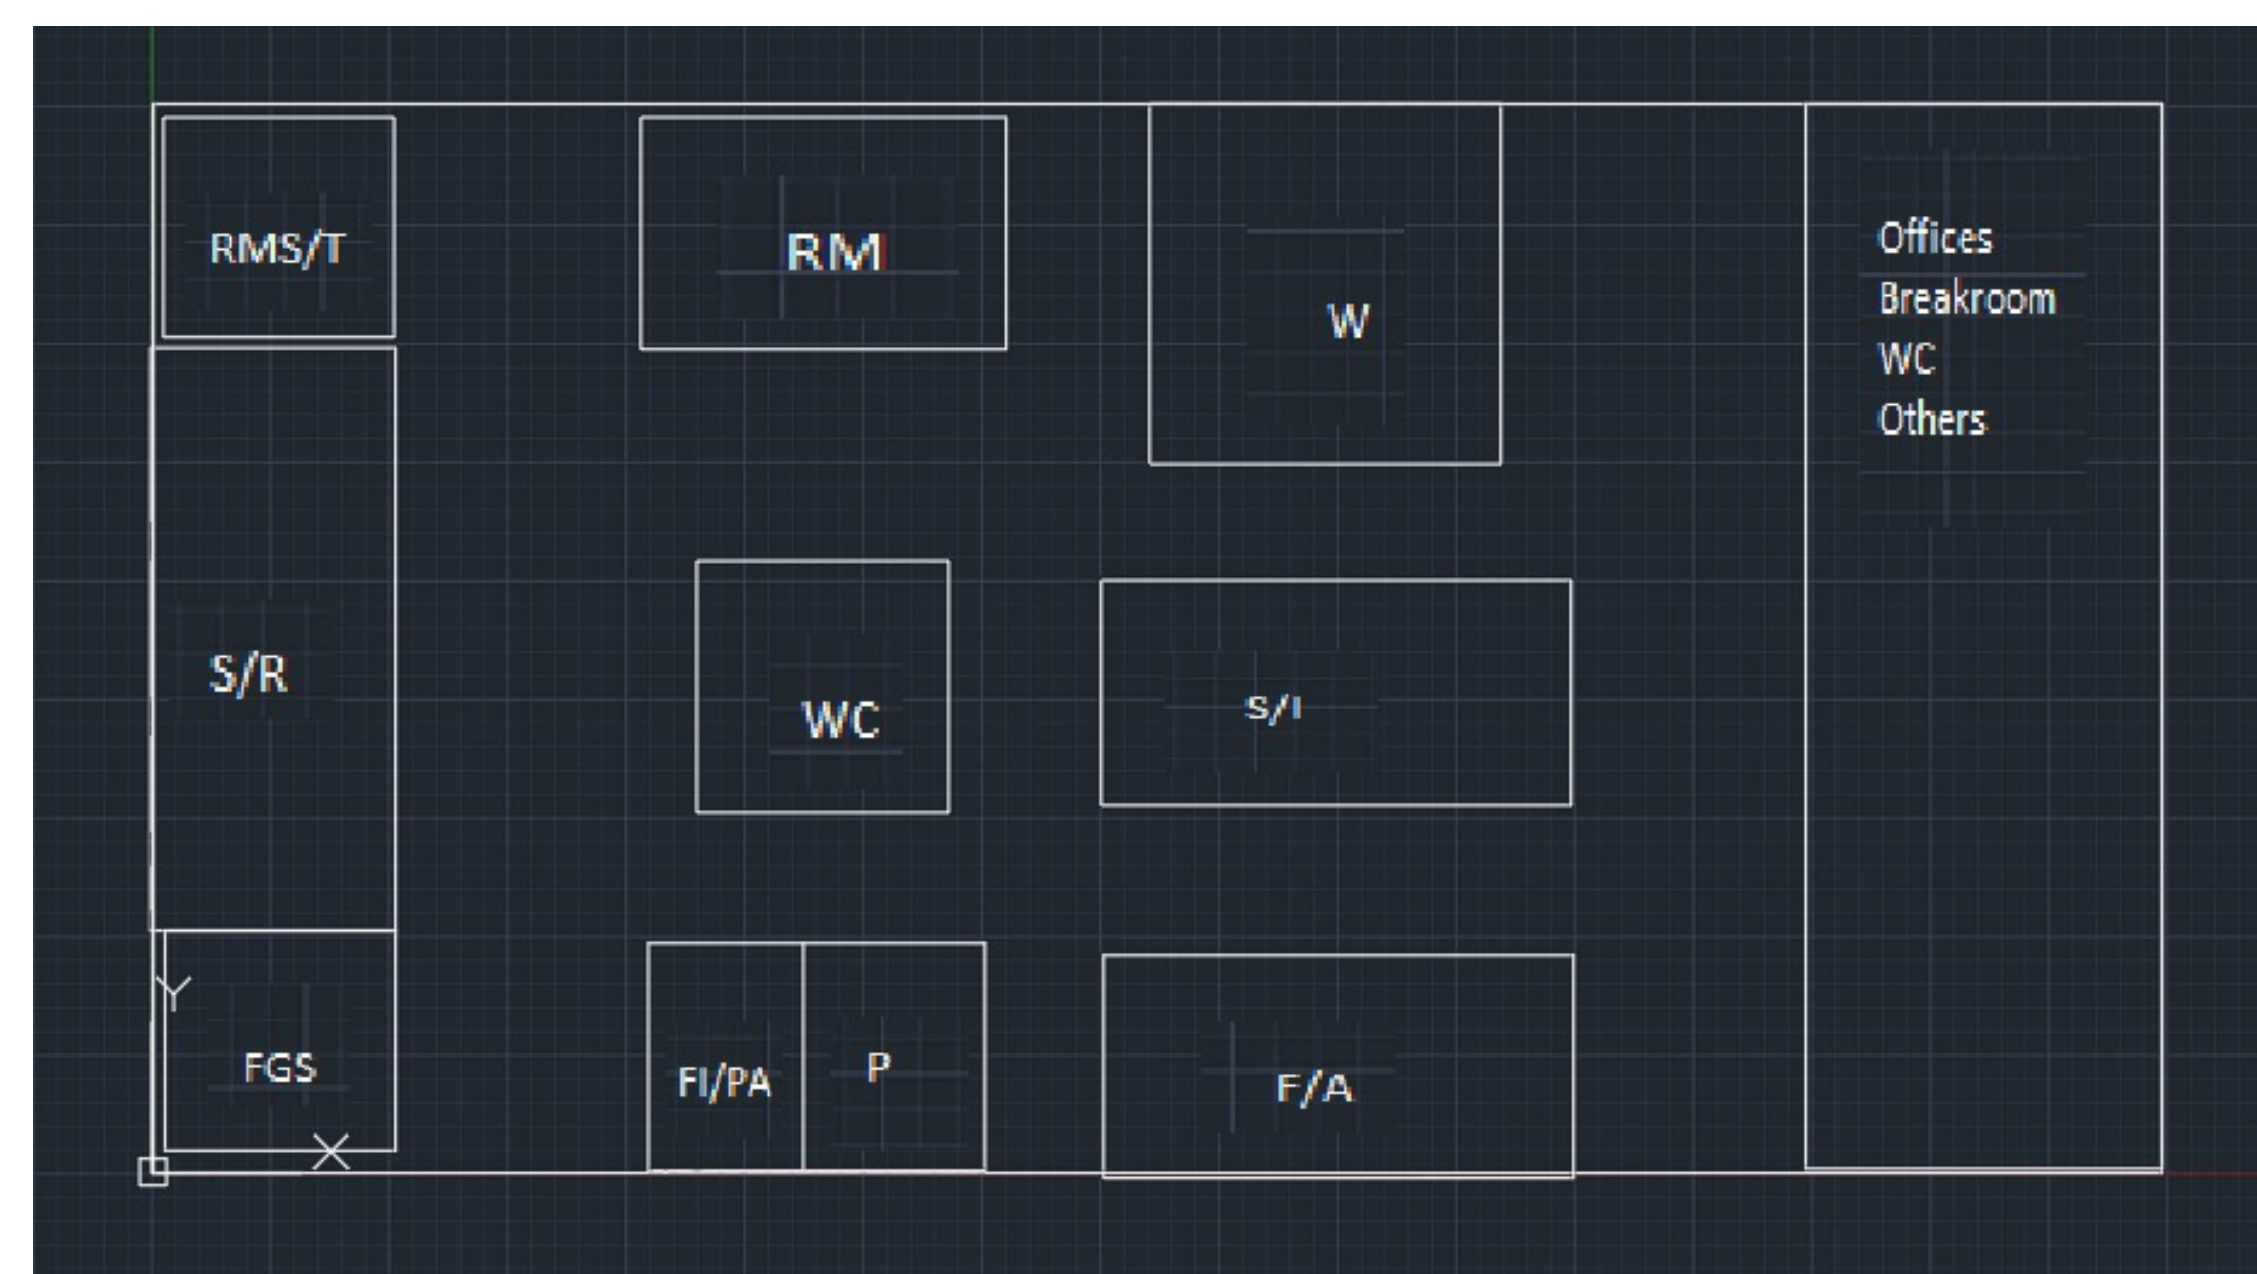 RMS/T
RM
W
Offices
Breakroom
WC
Others
S/R
WC
S/I
Y
FGS
FI/PA
P
F/A
X